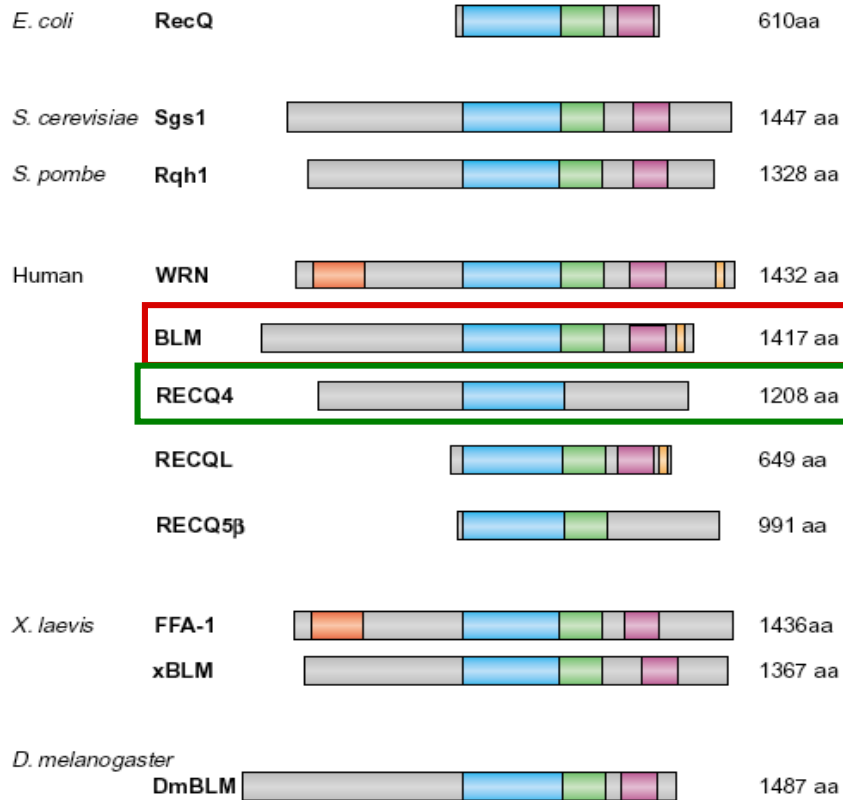 E. coli RecQ 610aa
S. cerevisiae Sgs1 1447 aa
S. pombe Rqh1 1328 aa
Human WRN 1432 aa
BLM 1417 aa
RECQ4 1208 aa
RECQL 649 aa
RECQ5β 991 aa
X. laevis FFA-1 1436aa
xBLM 1367 aa
D. melanogaster
DmBLM 1487 aa